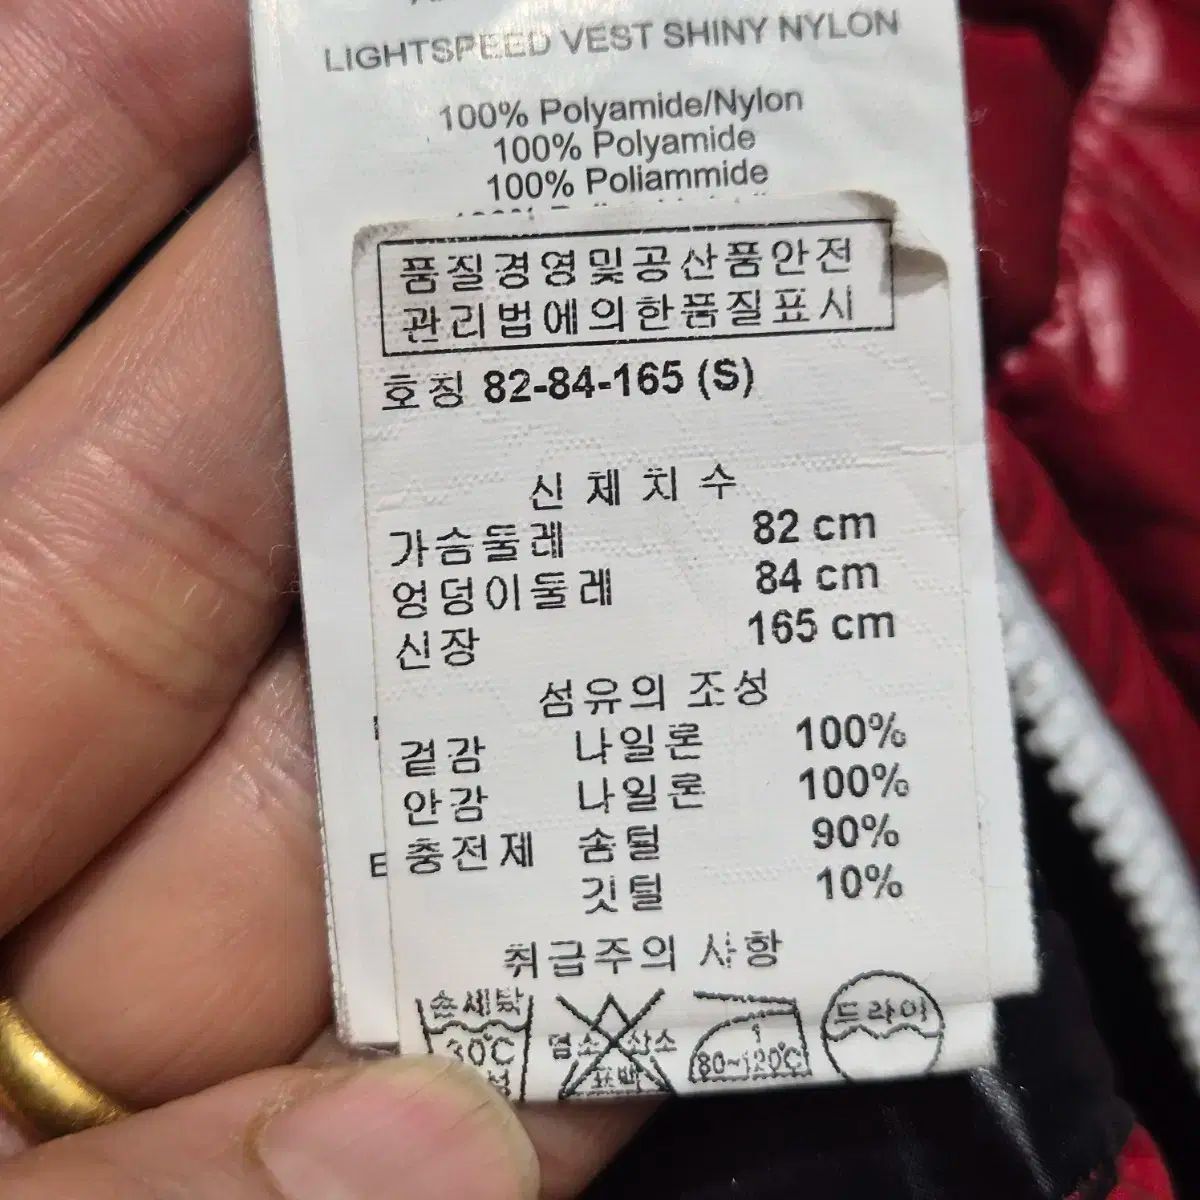 LIGHTSPEED VEST SHINY NYLON
100% Polyamide/Nylon
100% Polyamide
100% Poliammide
품질경영및공산품안전
관리법에의한품질표시
호칭 82-84-165 (S)
신체치수
가슴둘레 82 cm
엉덩이둘레 84 cm
신장 165 cm
섬유의 조성
겉감 나일론 100%
안감 나일론 100%
E
충전제 솜털 90%
깃털 10%
취급주의 사항
손세탁
30℃
염소 산소
표백
1
80~120℃
드라이